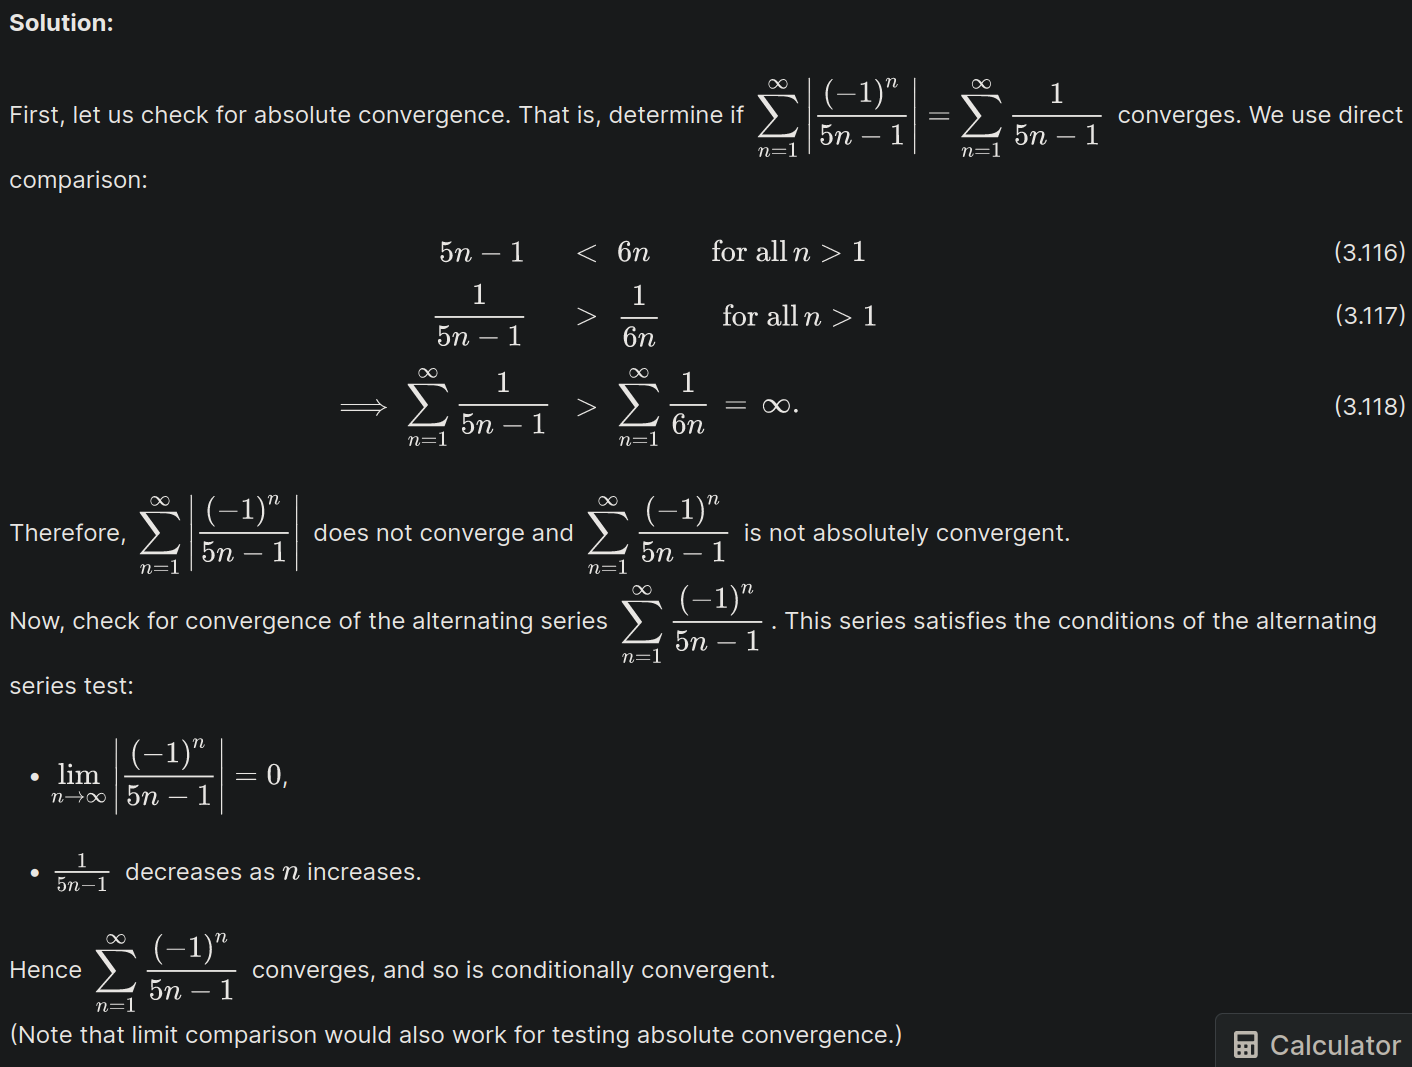 Solution:
First, let us check for absolute convergence. That is, determine if $\sum_{n=1}^{\infty} \left| \frac{(-1)^n}{5n-1} \right| = \sum_{n=1}^{\infty} \frac{1}{5n-1}$ converges. We use direct
comparison:
$5n - 1 < 6n \quad \text{for all } n > 1$ (3.116)
$\frac{1}{5n-1} > \frac{1}{6n} \quad \text{for all } n > 1$ (3.117)
$\implies \sum_{n=1}^{\infty} \frac{1}{5n-1} > \sum_{n=1}^{\infty} \frac{1}{6n} = \infty.$ (3.118)
Therefore, $\sum_{n=1}^{\infty} \left| \frac{(-1)^n}{5n-1} \right|$ does not converge and $\sum_{n=1}^{\infty} \frac{(-1)^n}{5n-1}$ is not absolutely convergent.
Now, check for convergence of the alternating series $\sum_{n=1}^{\infty} \frac{(-1)^n}{5n-1}$ . This series satisfies the conditions of the alternating
series test:
• $\lim_{n \to \infty} \left| \frac{(-1)^n}{5n-1} \right| = 0$,
• $\frac{1}{5n-1}$ decreases as $n$ increases.
Hence $\sum_{n=1}^{\infty} \frac{(-1)^n}{5n-1}$ converges, and so is conditionally convergent.
(Note that limit comparison would also work for testing absolute convergence.)
Calculator